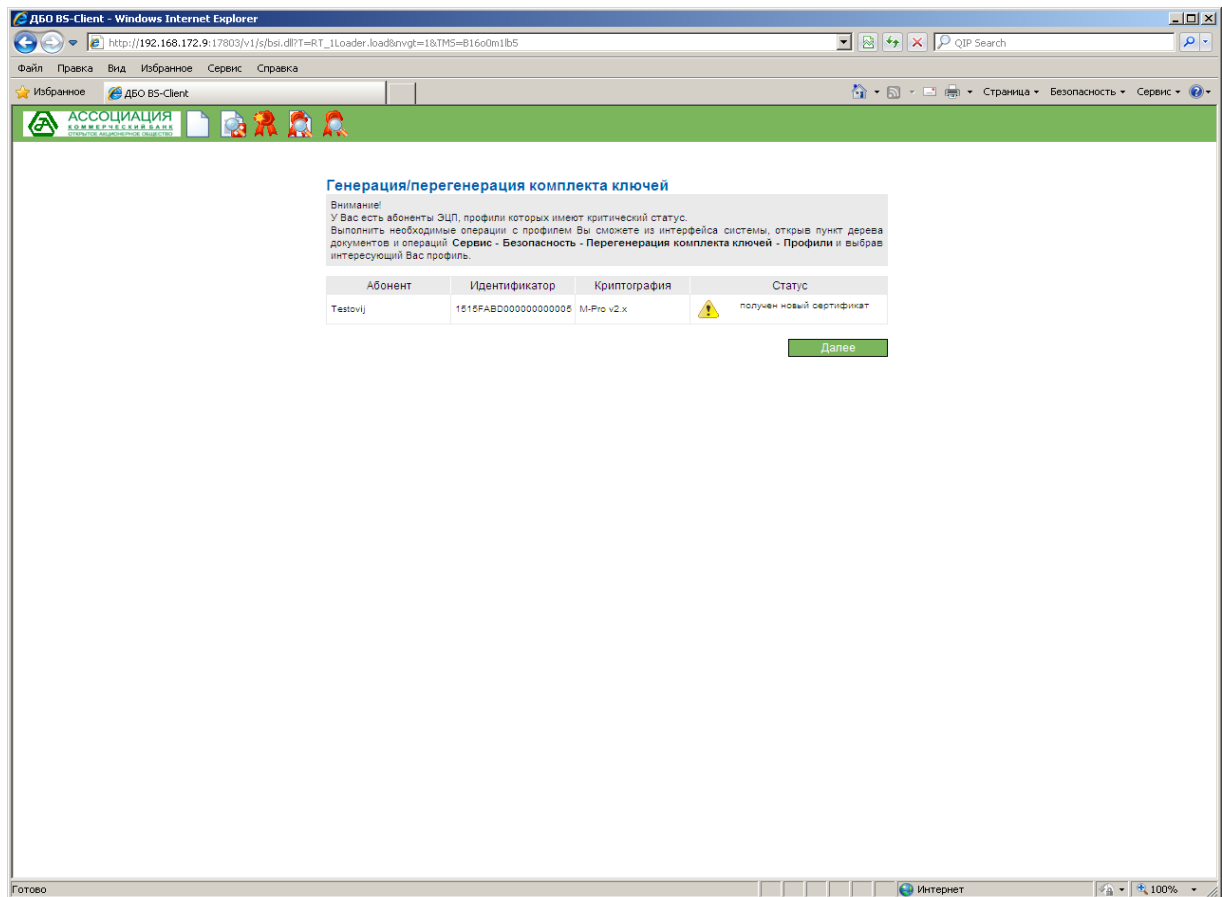 ДБО BS-Client - Windows Internet Explorer
http://192.168.172.9:17803/v1/s/bsi.dll?T=RT_1Loader.load&nvgt=1&TMS=B16o0m1lb5
QIP Search
Файл Правка Вид Избранное Сервис Справка
Избранное ДБО BS-Client Страница Безопасность Сервис
АССОЦИАЦИЯ
КОММЕРЧЕСКИЙ БАНК
ОТКРЫТОЕ АКЦИОНЕРНОЕ ОБЩЕСТВО
Генерация/перегенерация комплекта ключей
Внимание!
У Вас есть абоненты ЭЦП, профили которых имеют критический статус.
Выполнить необходимые операции с профилем Вы сможете из интерфейса системы, открыв пункт дерева
документов и операций Сервис - Безопасность - Перегенерация комплекта ключей - Профили и выбрав
интересующий Вас профиль.
Абонент Идентификатор Криптография Статус
Testovij 1515FABD000000000005 M-Pro v2.x получен новый сертификат
Далее
Готово Интернет 100%